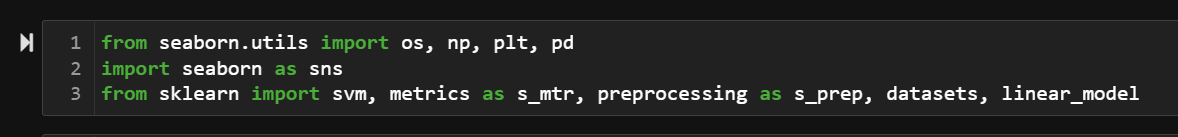 1 from seaborn.utils import os, np, plt, pd
2 import seaborn as sns
3 from sklearn import svm, metrics as s_mtr, preprocessing as s_prep, datasets, linear_model